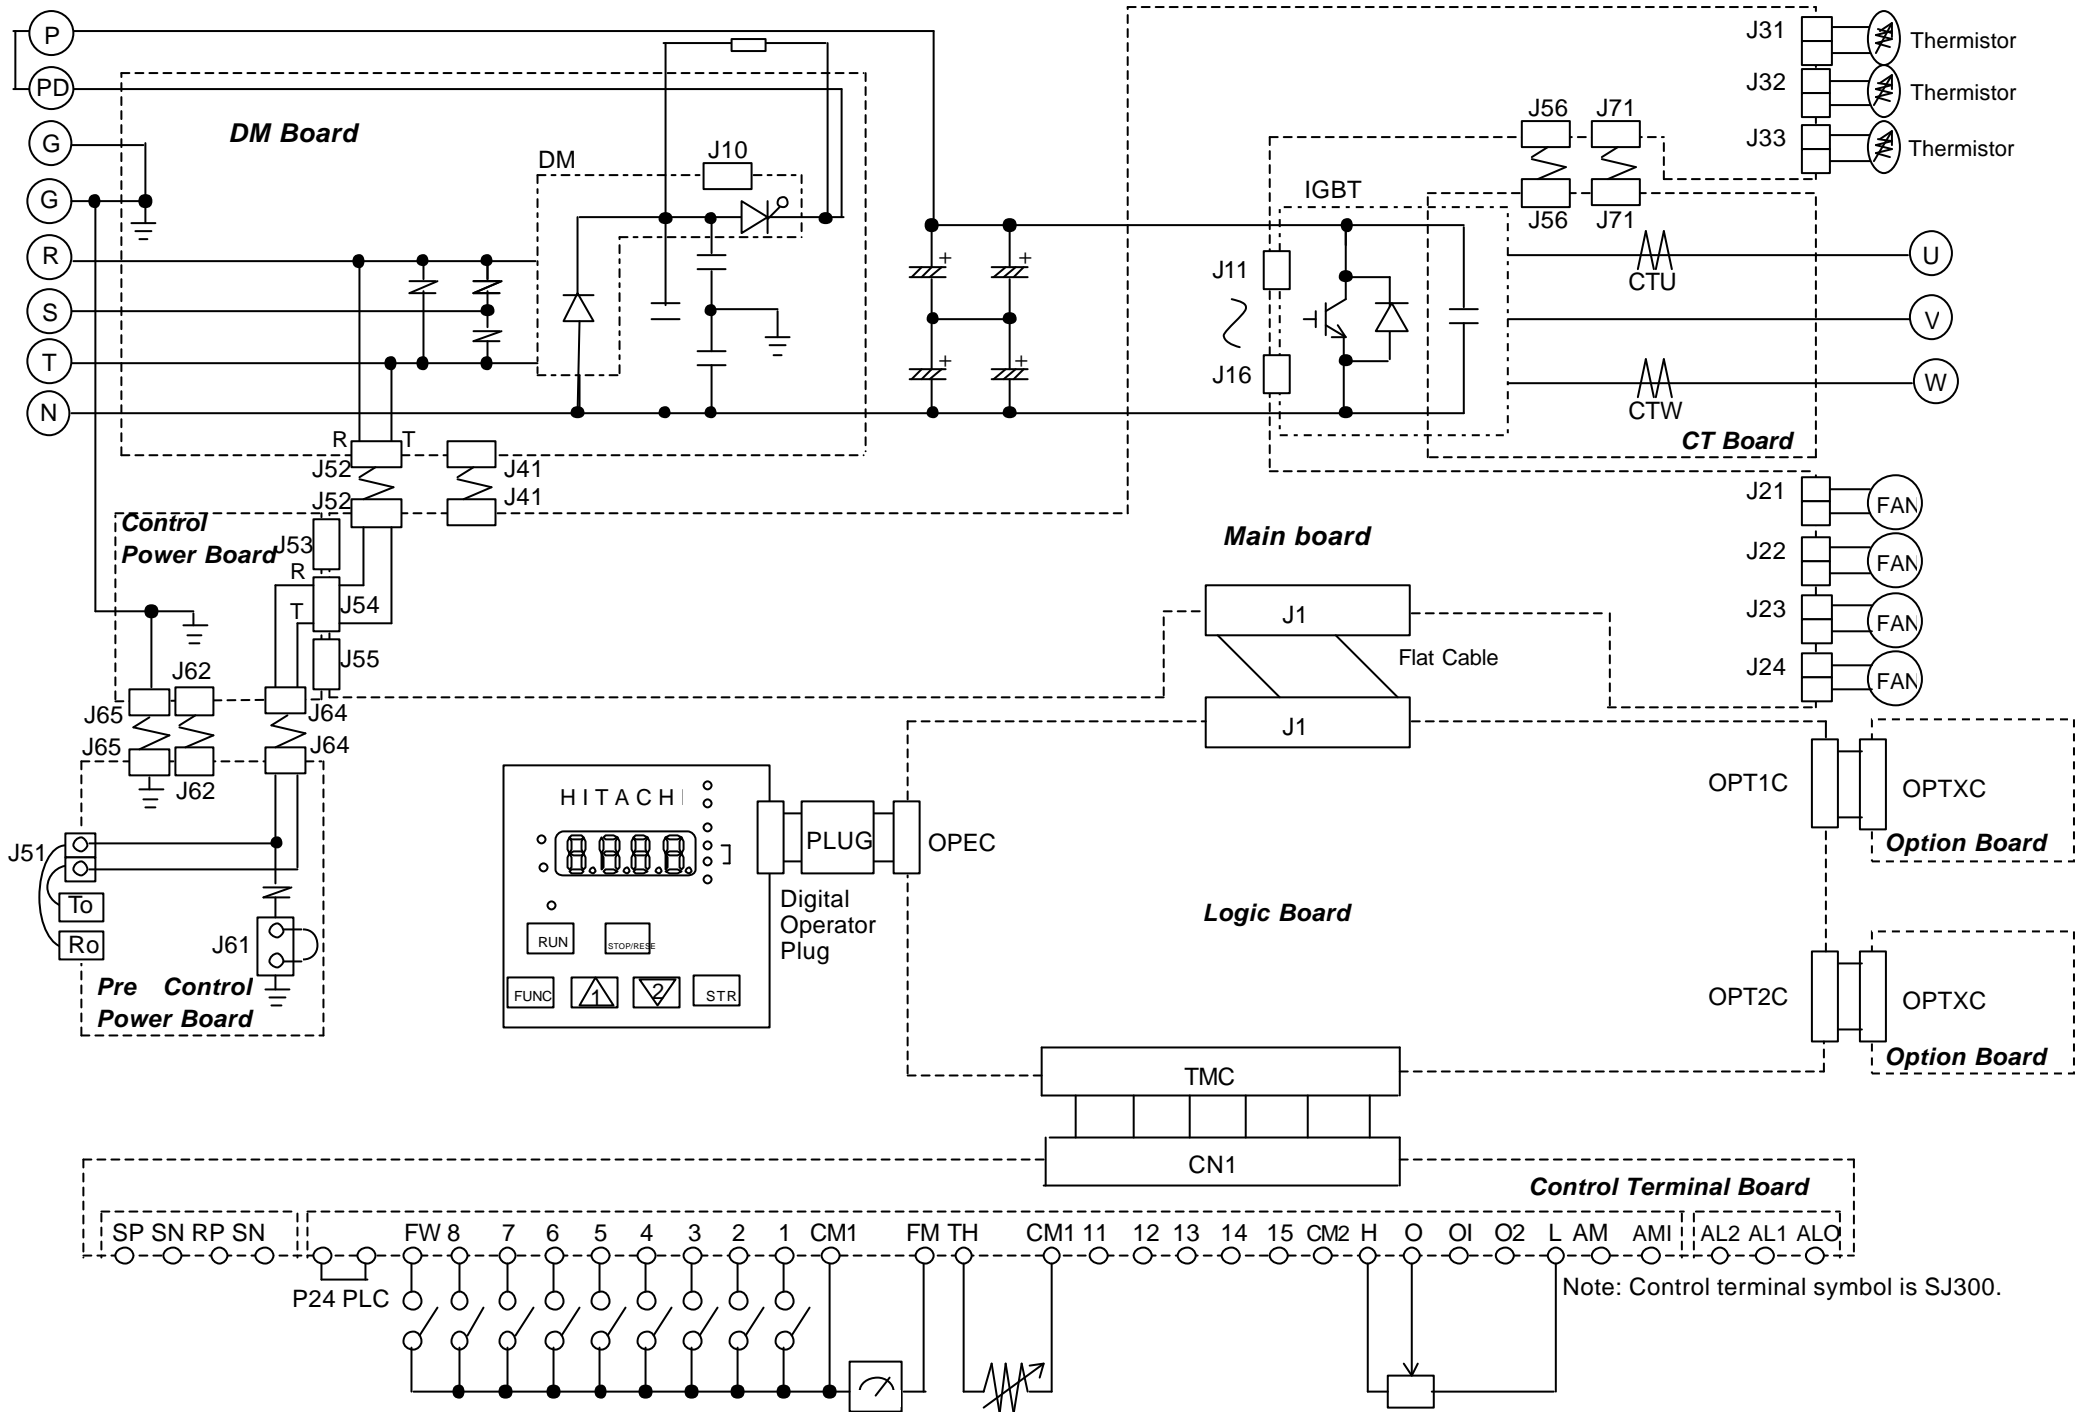 P
PD
G
G
R
S
T
N
DM Board
DM
J10
R
T
J52
J41
J52
J41
J31
Thermistor
J32
Thermistor
J33
Thermistor
J56
J71
J56
J71
IGBT
J11
J16
CTU
CTW
CT Board
U
V
W
Control
Power Board
J53
R
T
J54
J55
J62
J65
J64
J65
J64
J62
Main board
J1
Flat Cable
J1
J21
FAN
J22
FAN
J23
FAN
J24
FAN
J51
To
Ro
J61
Pre Control
Power Board
HITACHI
8.8.8.8.
RUN
STOP/RESE
FUNC
1
2
STR
PLUG
OPEC
Digital
Operator
Plug
Logic Board
OPT1C
OPTXC
Option Board
OPT2C
OPTXC
Option Board
TMC
CN1
Control Terminal Board
SP SN RP SN
FW 8 7 6 5 4 3 2 1 CM1 FM TH CM1 11 12 13 14 15 CM2 H O OI O2 L AM AMI AL2 AL1 ALO
P24 PLC
Note: Control terminal symbol is SJ300.